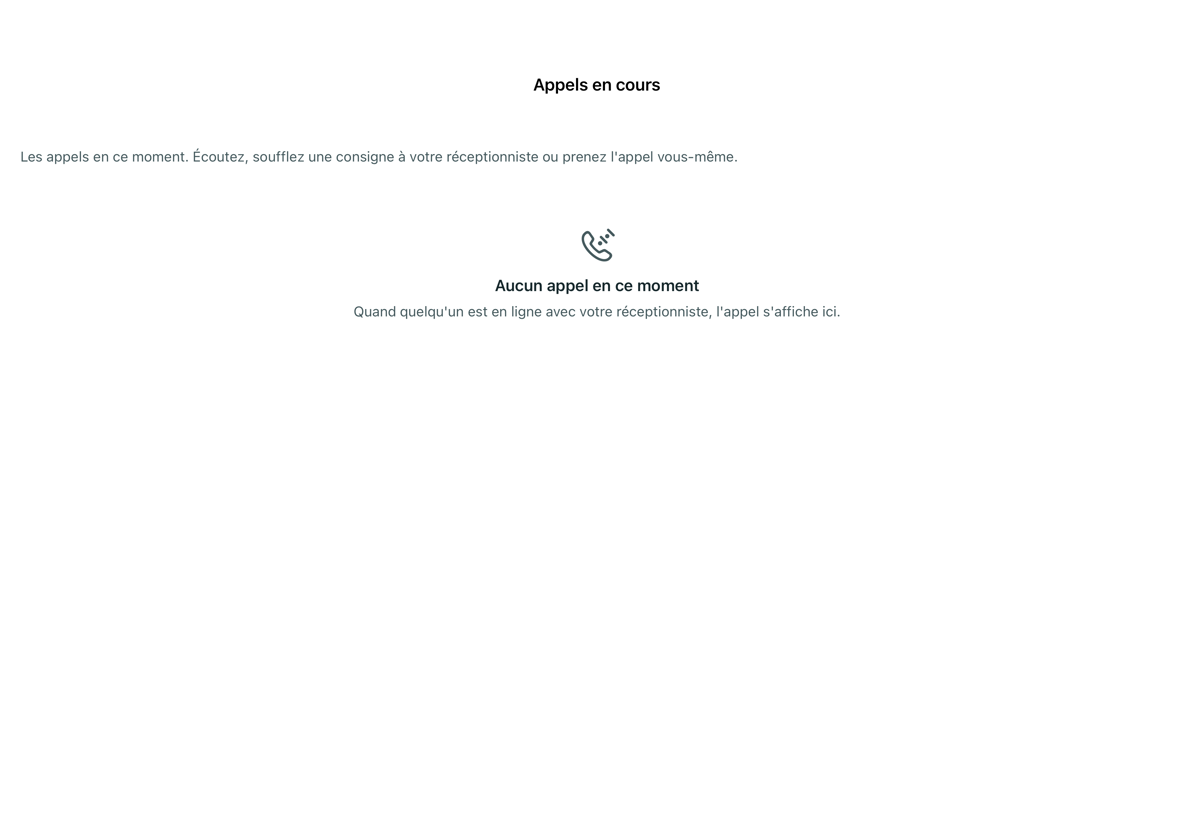 Appels en cours
Les appels en ce moment. Écoutez, soufflez une consigne à votre réceptionniste ou prenez l'appel vous-même.
Aucun appel en ce moment
Quand quelqu'un est en ligne avec votre réceptionniste, l'appel s'affiche ici.